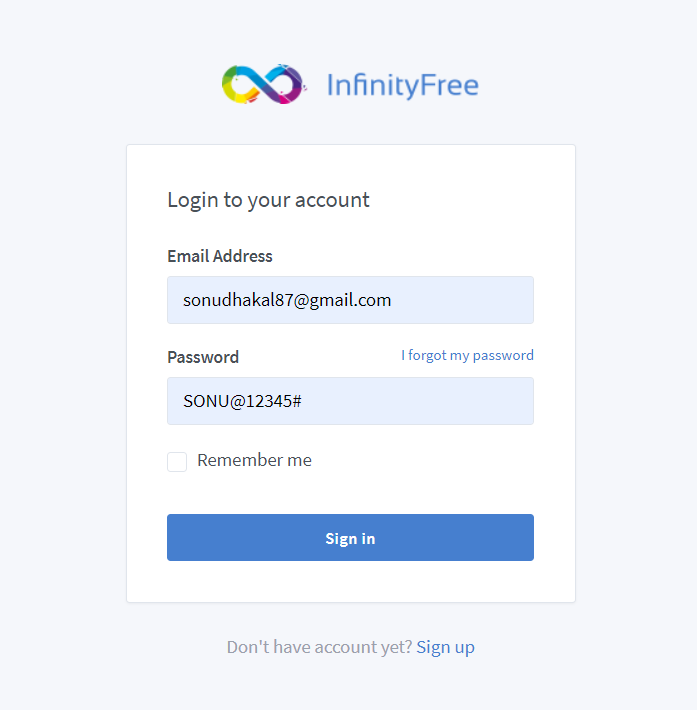 InfinityFree
Login to your account
Email Address
sonudhakal87@gmail.com
Password I forgot my password
SONU@12345#
Remember me
Sign in
Don't have account yet? Sign up